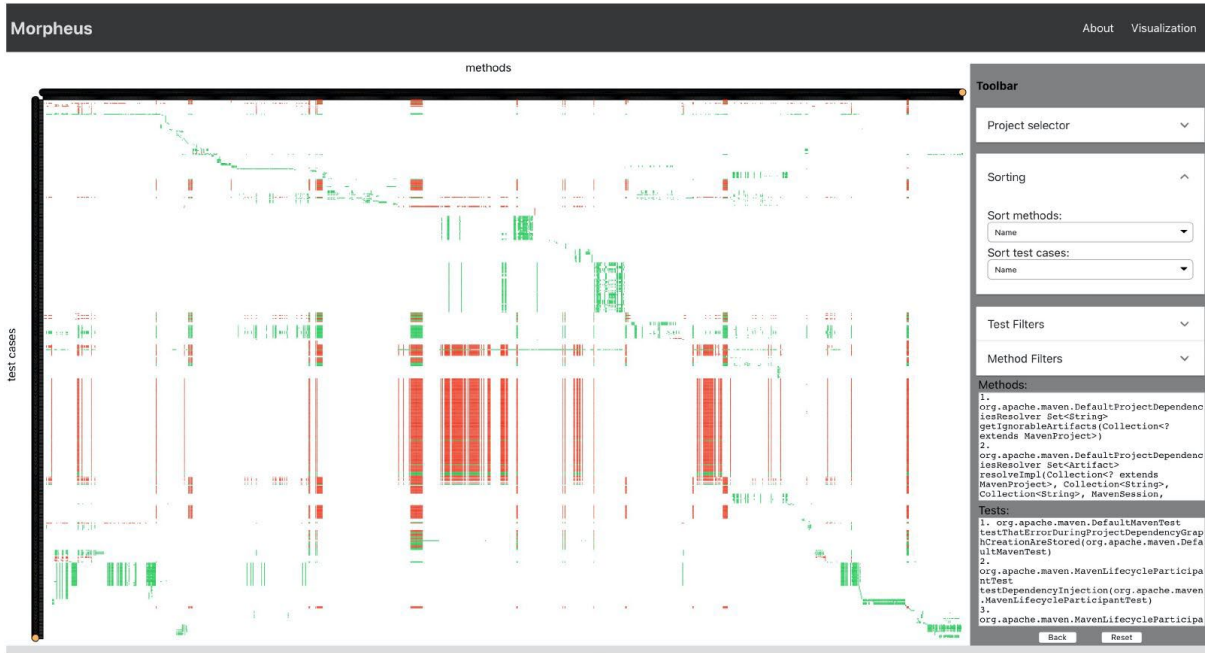 Morpheus
About
Visualization
methods
test cases
Toolbar
Project selector
Sorting
Sort methods:
Name
Sort test cases:
Name
Test Filters
Method Filters
Methods:
1.
org.apache.maven.DefaultProjectDependenc
iesResolver Set<String>
getIgnorableArtifacts(Collection<?
extends MavenProject>)
2.
org.apache.maven.DefaultProjectDependenc
iesResolver Set<Artifact>
resolveImpl(Collection<? extends
MavenProject>, Collection<String>,
Collection<String>, MavenSession,
Tests:
1. org.apache.maven.DefaultMavenTest
testThatErrorDuringProjectDependencyGrap
hCreationAreStored(org.apache.maven.Defa
ultMavenTest)
2.
org.apache.maven.MavenLifecycleParticipa
ntTest
testDependencyInjection(org.apache.maven
.MavenLifecycleParticipantTest)
3.
org.apache.maven.MavenLifecycleParticipa
Back
Reset